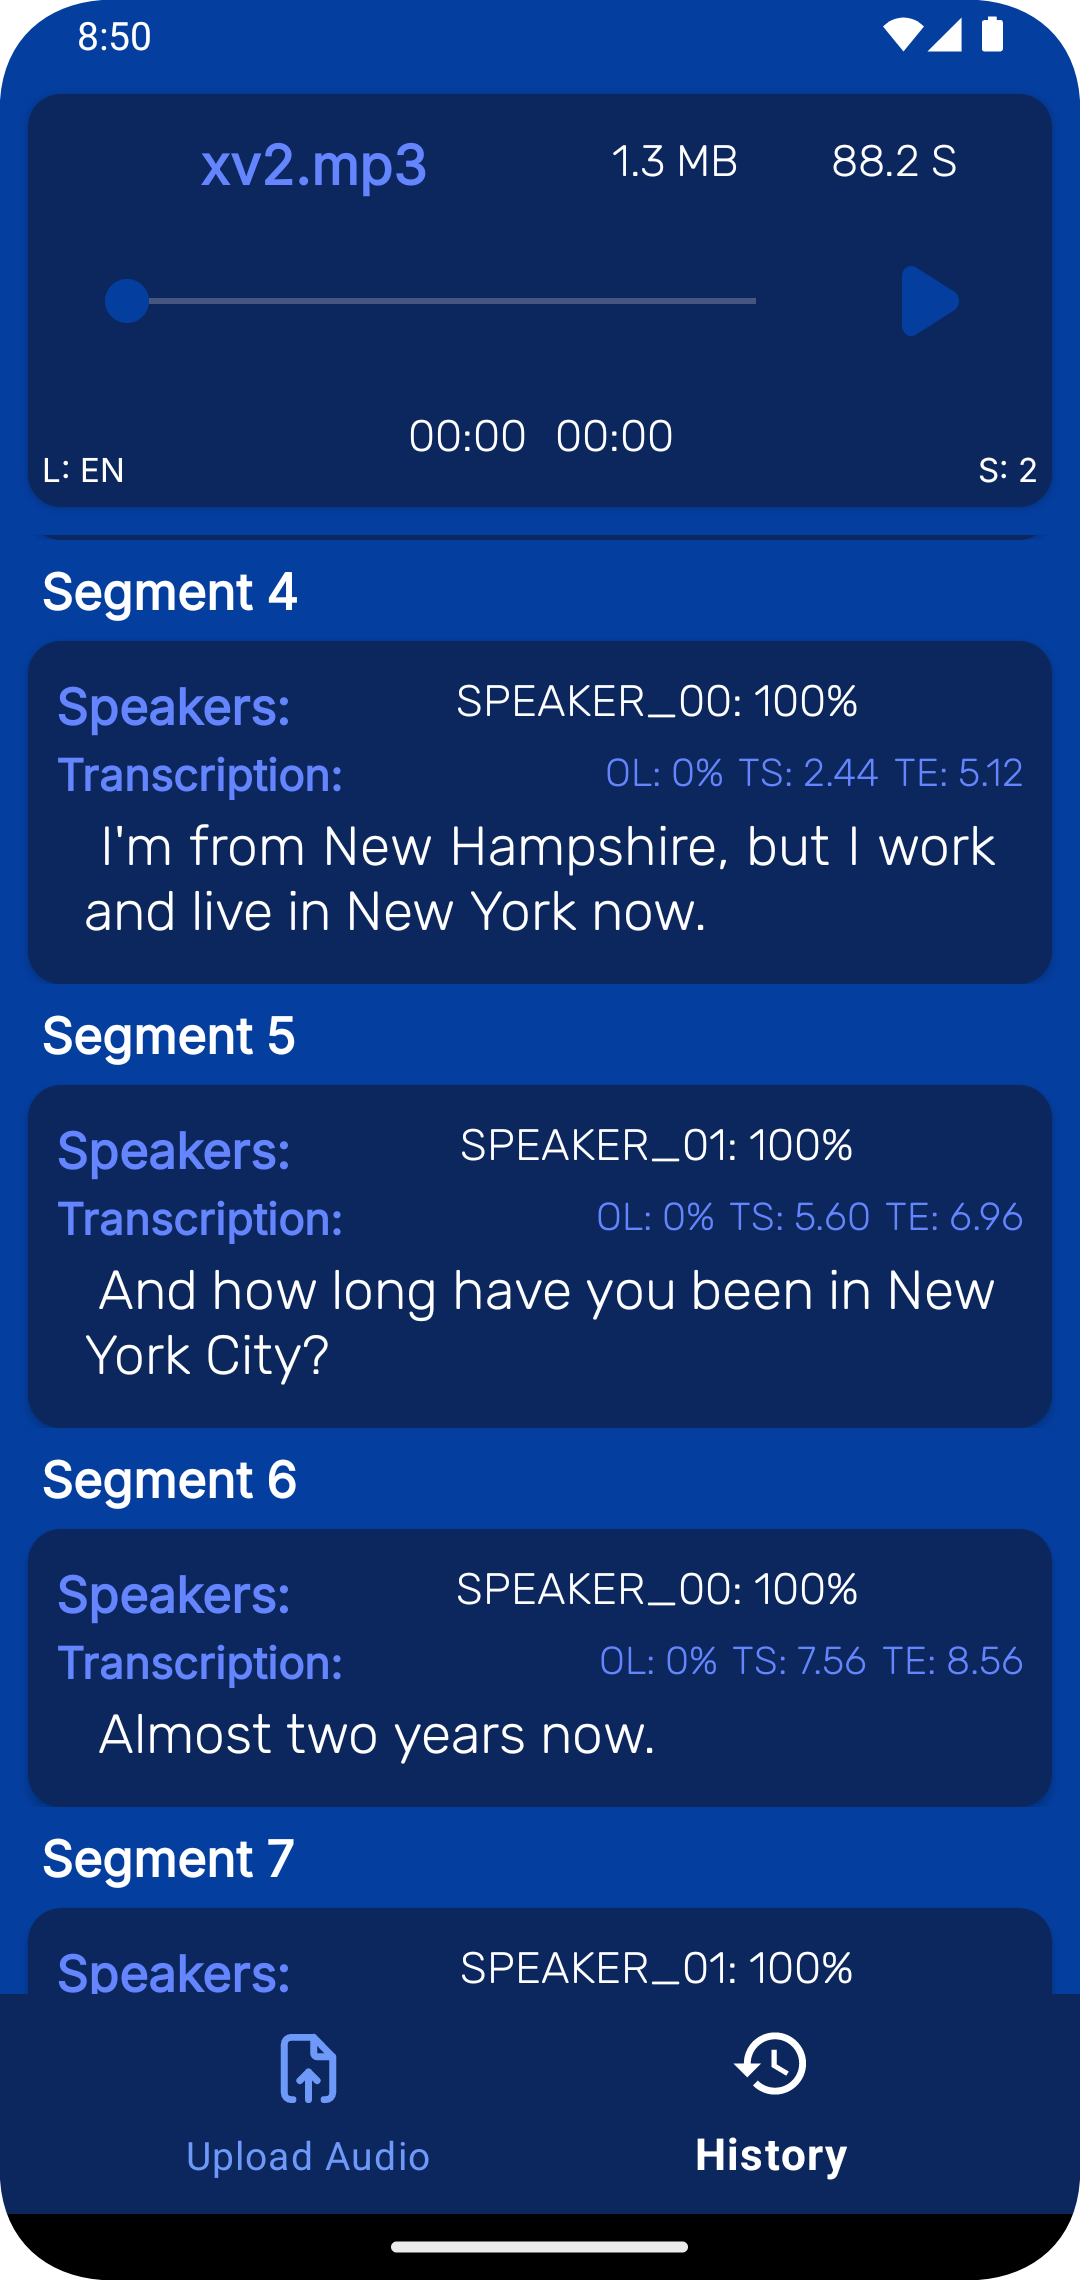 8:50
xv2.mp3 1.3 MB 88.2 S
00:00 00:00
L: EN S: 2
Segment 4
Speakers: SPEAKER_00: 100%
Transcription: OL: 0% TS: 2.44 TE: 5.12
I'm from New Hampshire, but I work
and live in New York now.
Segment 5
Speakers: SPEAKER_01: 100%
Transcription: OL: 0% TS: 5.60 TE: 6.96
And how long have you been in New
York City?
Segment 6
Speakers: SPEAKER_00: 100%
Transcription: OL: 0% TS: 7.56 TE: 8.56
Almost two years now.
Segment 7
Speakers: SPEAKER_01: 100%
Upload Audio History